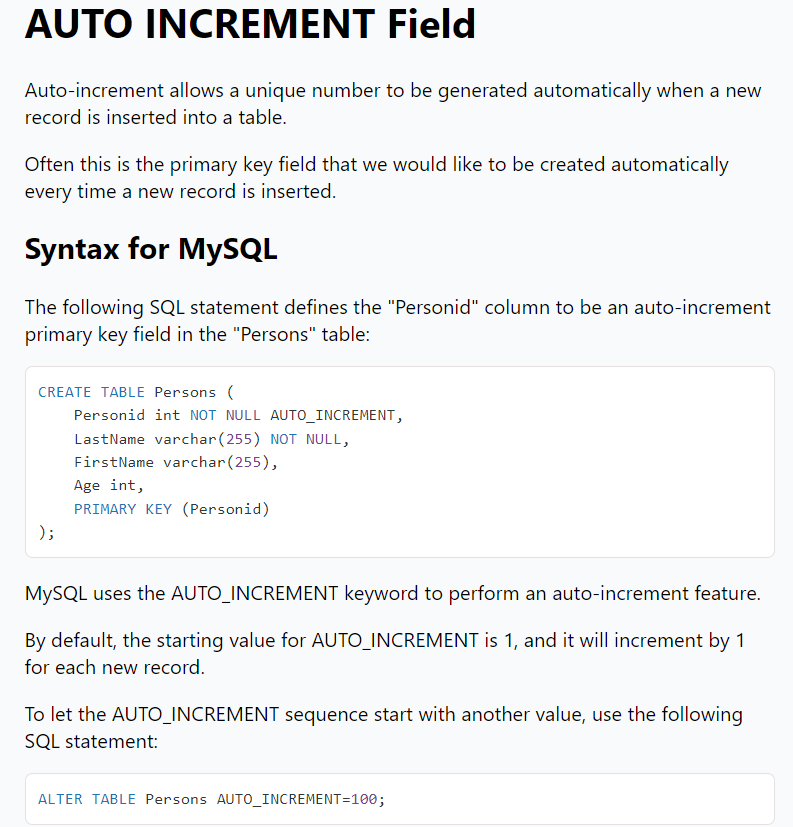 AUTO INCREMENT Field
Auto-increment allows a unique number to be generated automatically when a new
record is inserted into a table.
Often this is the primary key field that we would like to be created automatically
every time a new record is inserted.
Syntax for MySQL
The following SQL statement defines the "Personid" column to be an auto-increment
primary key field in the "Persons" table:
CREATE TABLE Persons (
    Personid int NOT NULL AUTO_INCREMENT,
    LastName varchar(255) NOT NULL,
    FirstName varchar(255),
    Age int,
    PRIMARY KEY (Personid)
);
MySQL uses the AUTO_INCREMENT keyword to perform an auto-increment feature.
By default, the starting value for AUTO_INCREMENT is 1, and it will increment by 1
for each new record.
To let the AUTO_INCREMENT sequence start with another value, use the following
SQL statement:
ALTER TABLE Persons AUTO_INCREMENT=100;